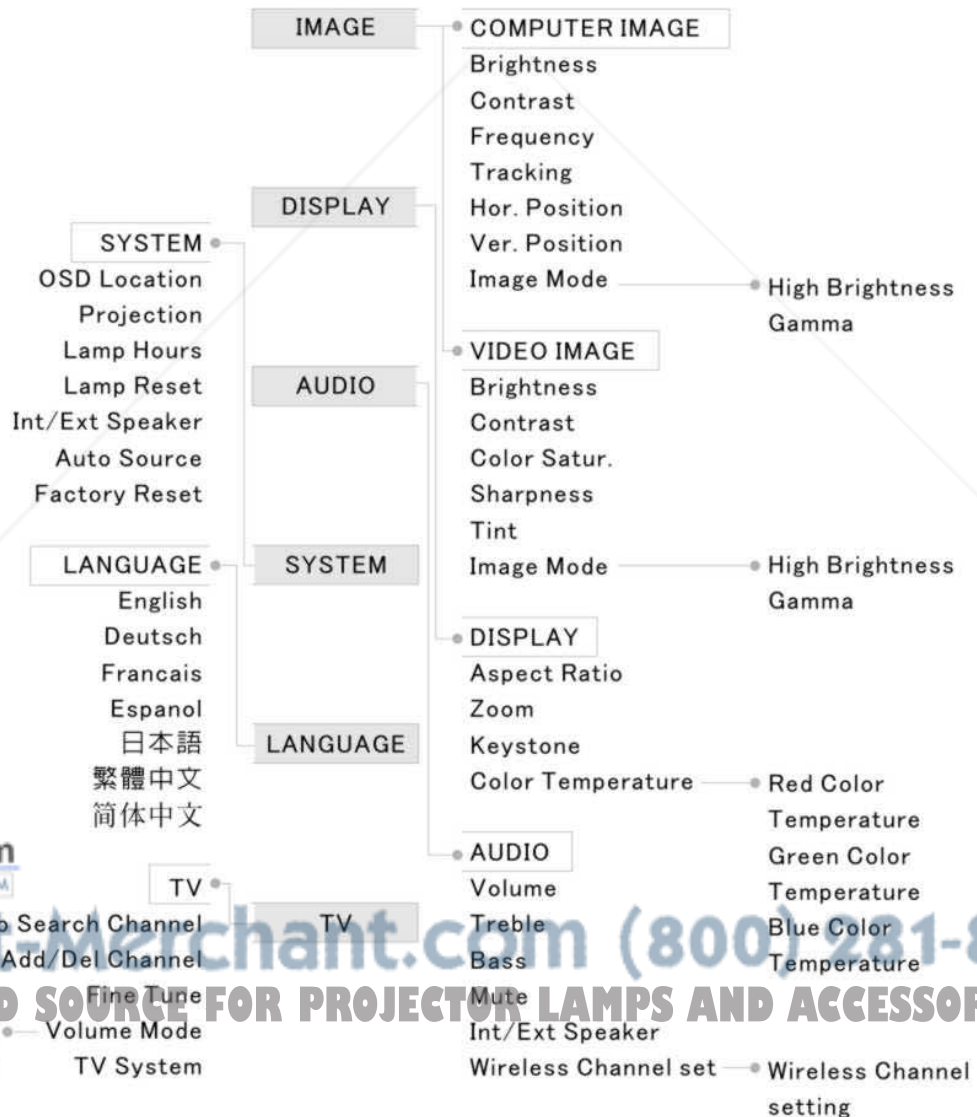 IMAGE
DISPLAY
AUDIO
SYSTEM
LANGUAGE
TV
COMPUTER IMAGE
Brightness
Contrast
Frequency
Tracking
Hor. Position
Ver. Position
Image Mode
High Brightness
Gamma
VIDEO IMAGE
Brightness
Contrast
Color Satur.
Sharpness
Tint
Image Mode
High Brightness
Gamma
DISPLAY
Aspect Ratio
Zoom
Keystone
Color Temperature
Red Color
Temperature
Green Color
Temperature
Blue Color
Temperature
AUDIO
Volume
Treble
Bass
Mute
Int/Ext Speaker
Wireless Channel set
Wireless Channel
setting
SYSTEM
OSD Location
Projection
Lamp Hours
Lamp Reset
Int/Ext Speaker
Auto Source
Factory Reset
LANGUAGE
English
Deutsch
Francais
Espanol
日本語
繁體中文
简体中文
TV
Search Channel
Add/Del Channel
Fine Tune
Volume Mode
TV System
-Merchant.com (800) 281-8
SOURCE FOR PROJECTOR LAMPS AND